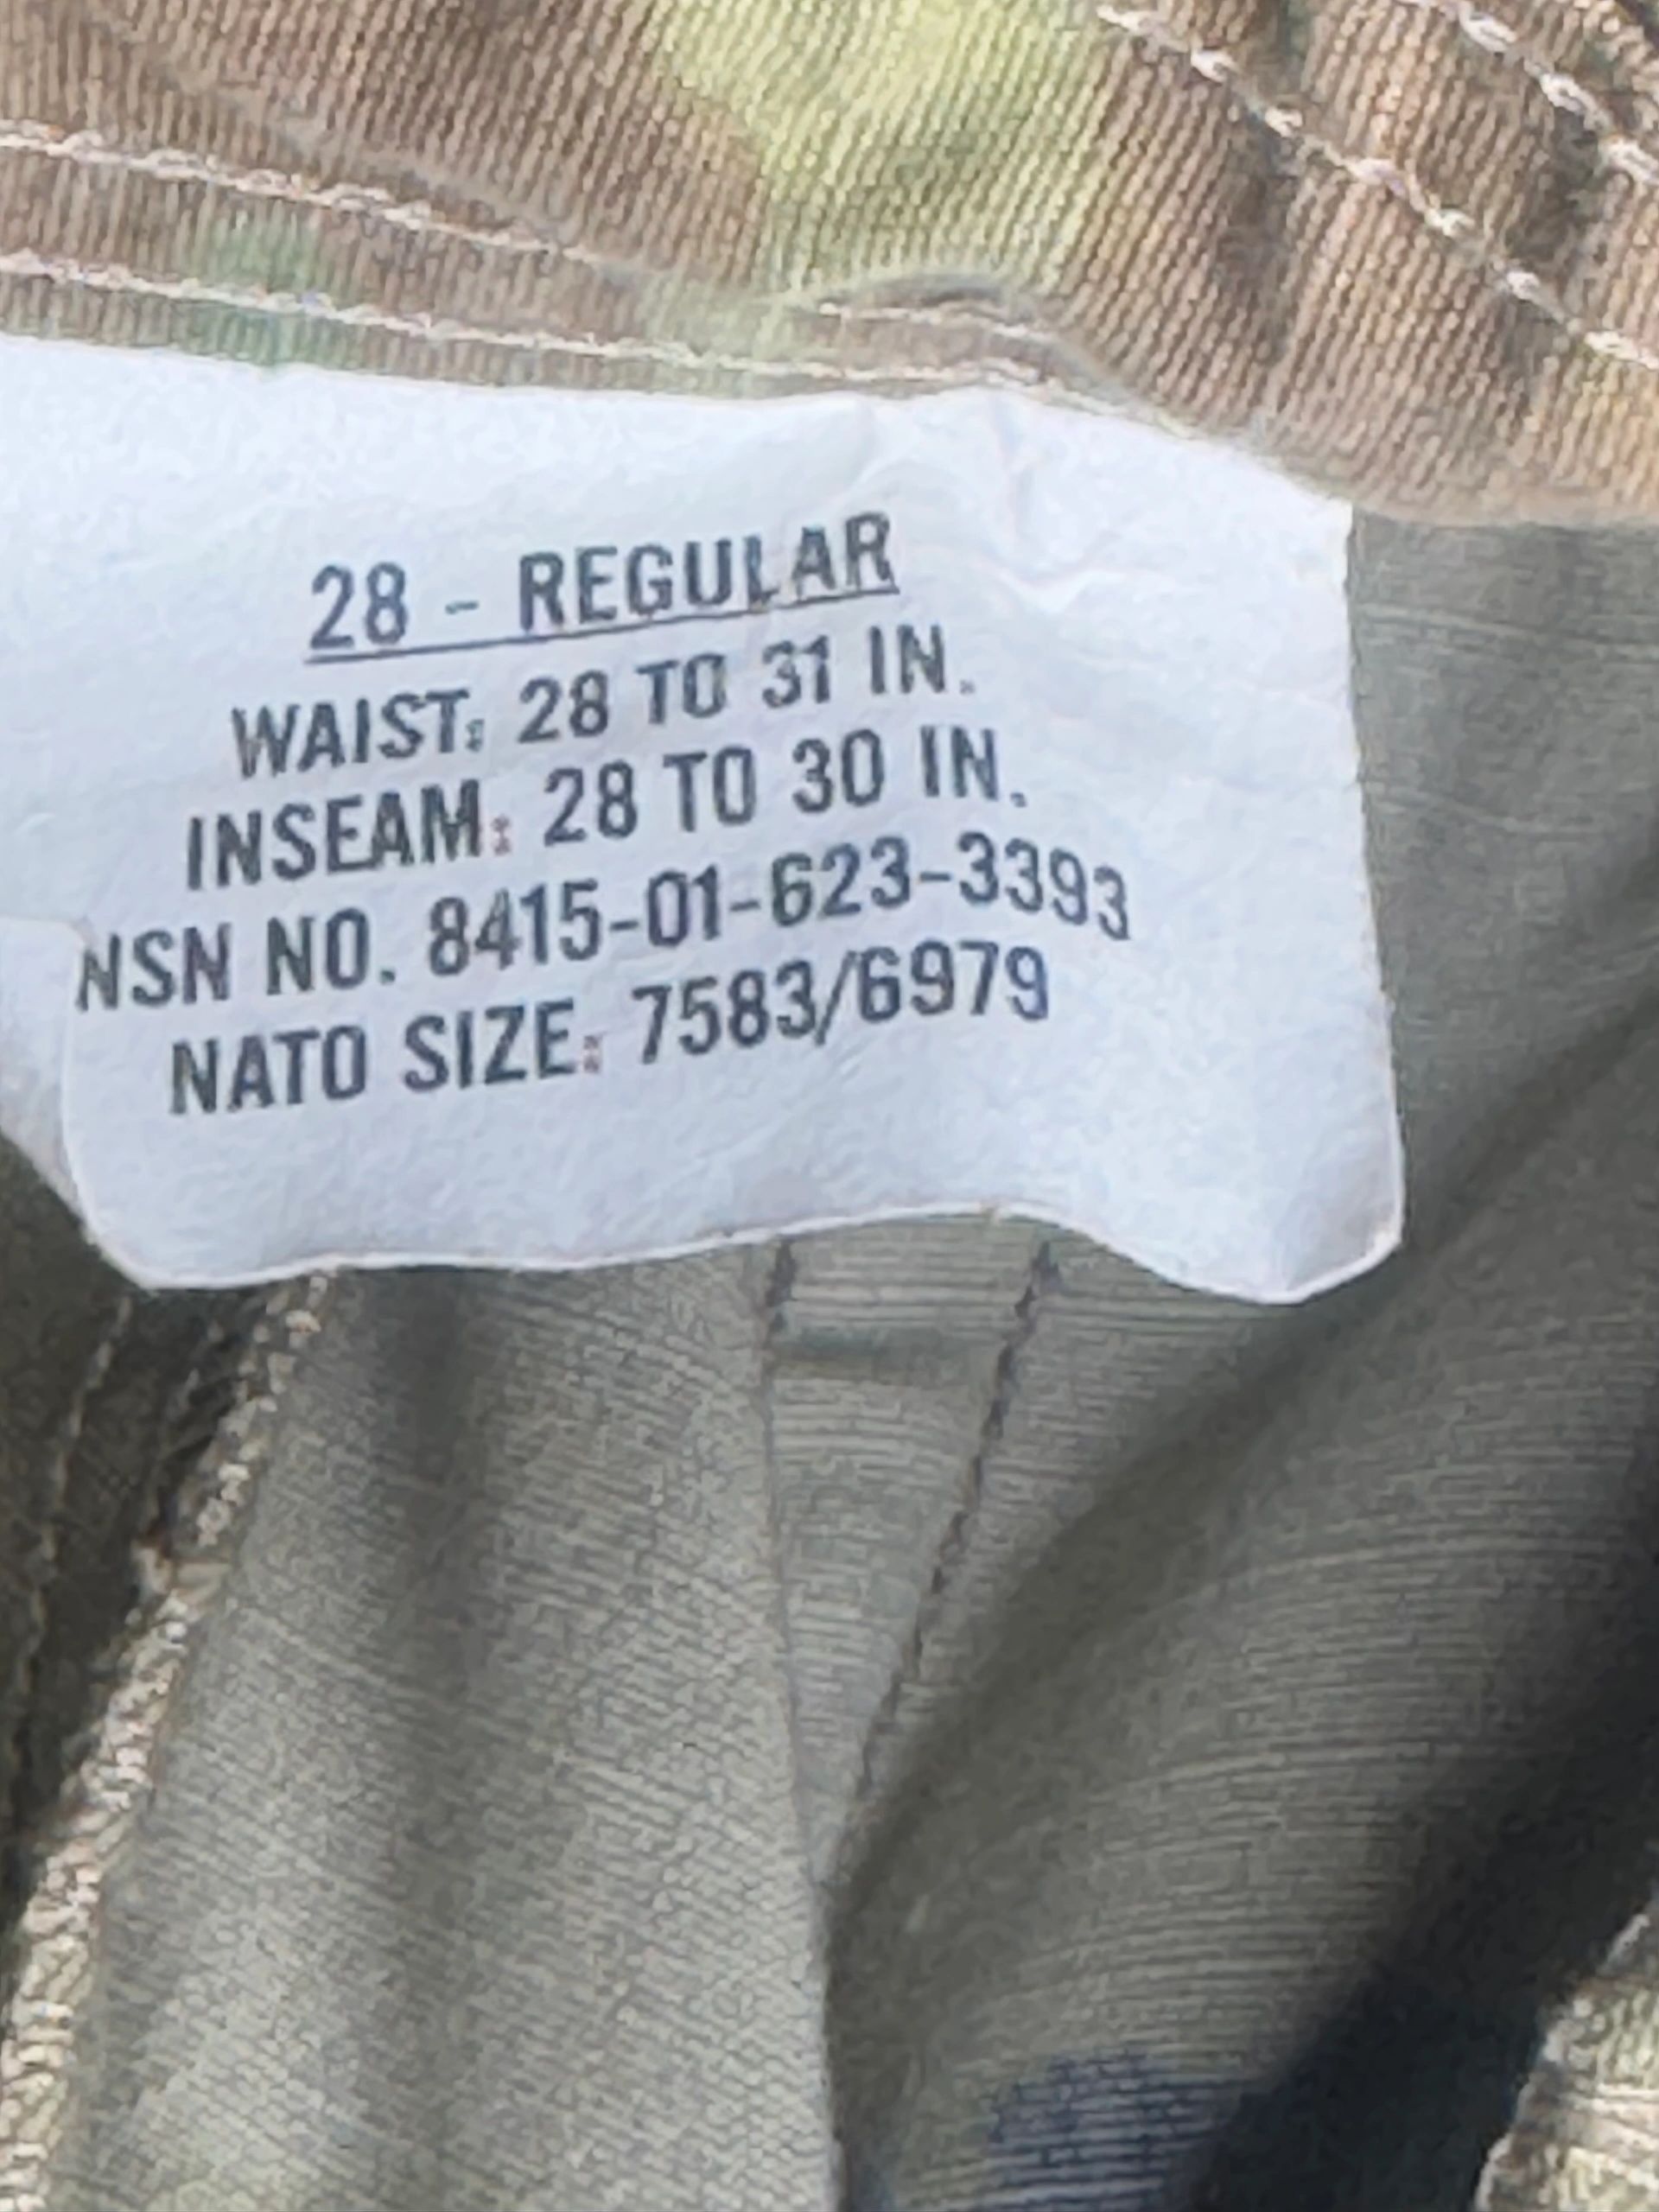 28 - REGULAR
WAIST: 28 TO 31 IN.
INSEAM: 28 TO 30 IN.
NSN NO. 8415-01-623-3393
NATO SIZE: 7583/6979